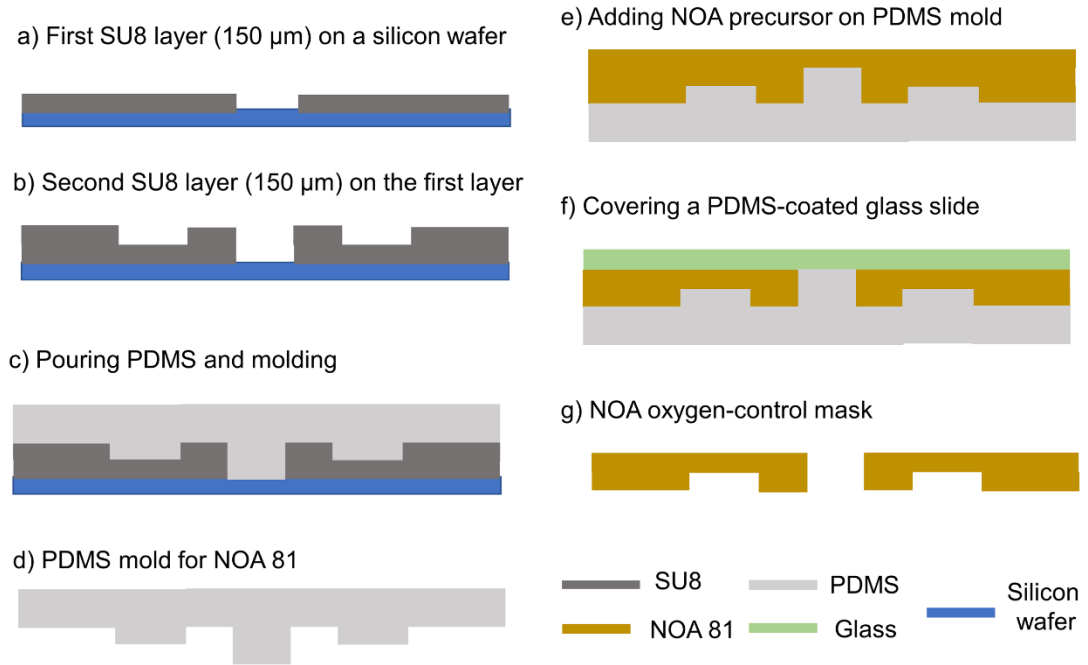 a) First SU8 layer (150 µm) on a silicon wafer
b) Second SU8 layer (150 µm) on the first layer
c) Pouring PDMS and molding
d) PDMS mold for NOA 81
e) Adding NOA precursor on PDMS mold
f) Covering a PDMS-coated glass slide
g) NOA oxygen-control mask
SU8
PDMS
Silicon
wafer
NOA 81
Glass